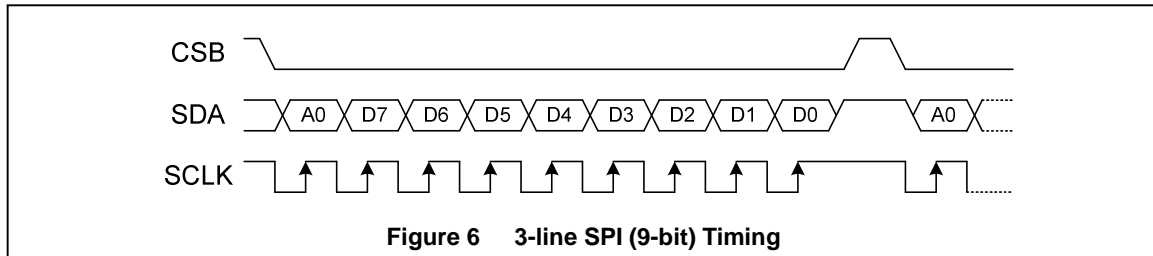 CSB
SDA A0 D7 D6 D5 D4 D3 D2 D1 D0 A0
SCLK
Figure 6 3-line SPI (9-bit) Timing